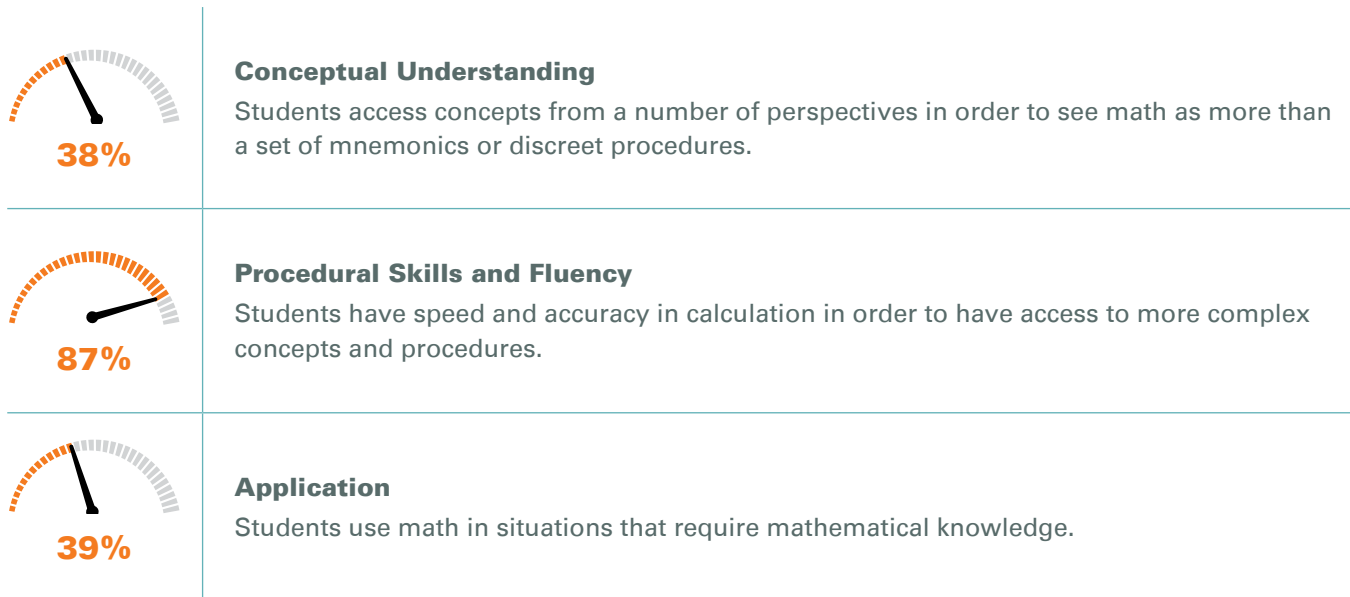 Conceptual Understanding
Students access concepts from a number of perspectives in order to see math as more than
a set of mnemonics or discreet procedures.
38%
Procedural Skills and Fluency
Students have speed and accuracy in calculation in order to have access to more complex
concepts and procedures.
87%
Application
Students use math in situations that require mathematical knowledge.
39%